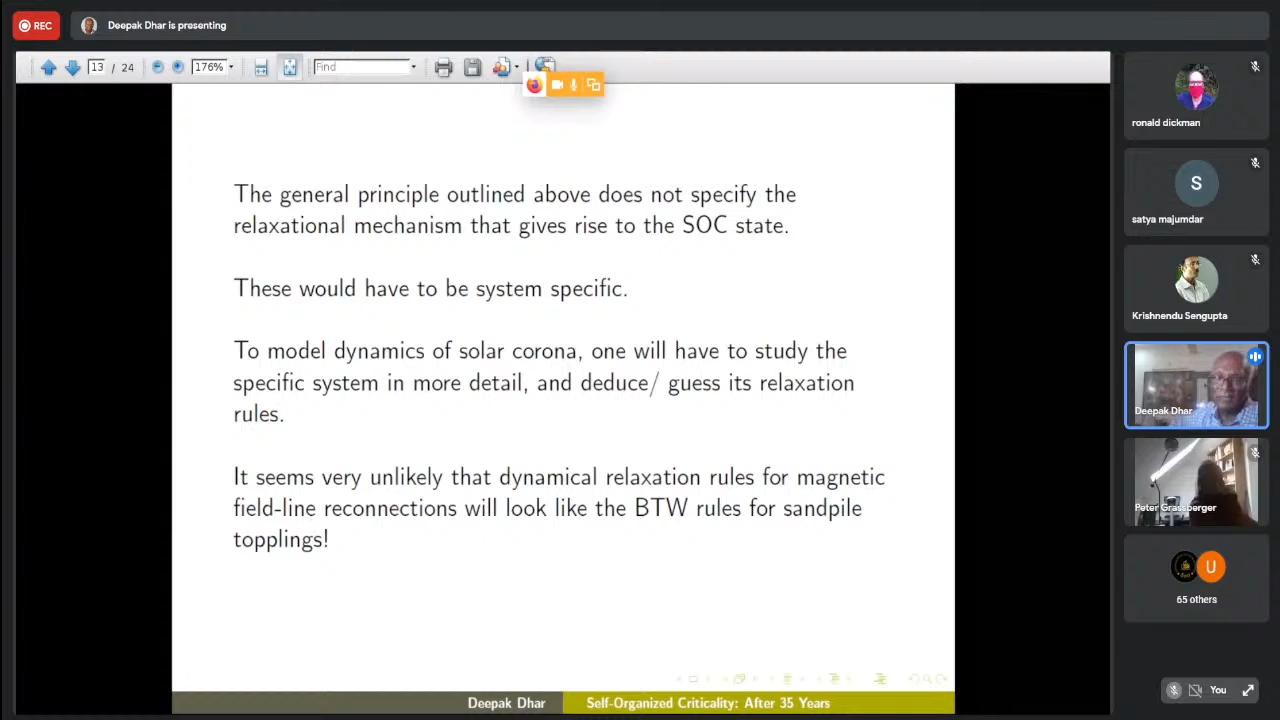 REC
Deepak Dhar is presenting
13 / 24
176%
Find
The general principle outlined above does not specify the
relaxational mechanism that gives rise to the SOC state.
These would have to be system specific.
To model dynamics of solar corona, one will have to study the
specific system in more detail, and deduce/ guess its relaxation
rules.
It seems very unlikely that dynamical relaxation rules for magnetic
field-line reconnections will look like the BTW rules for sandpile
topplings!
Deepak Dhar
Self-Organized Criticality: After 35 Years
ronald dickman
S
satya majumdar
Krishnendu Sengupta
Deepak Dhar
Peter Grassberger
U
65 others
You